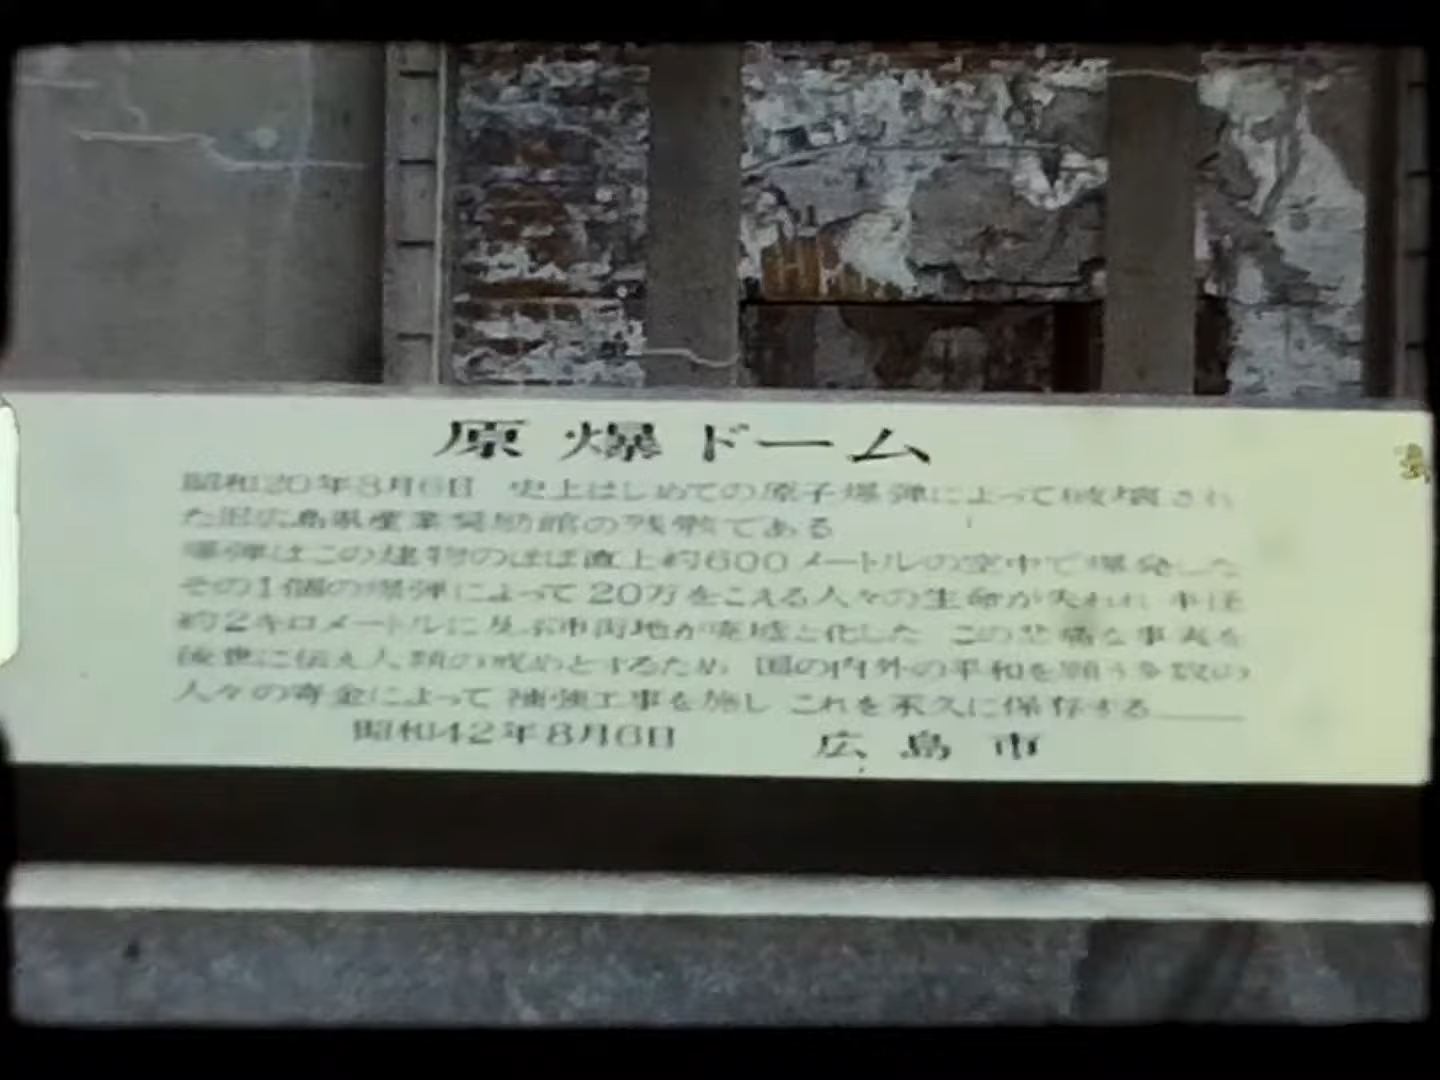 原爆ドーム
昭和20年8月6日 史上はじめての原子爆弾によって破壊され
た旧広島県産業奨励館の残骸である
爆弾はこの建物のほぼ直上約600メートルの空中で爆発した
その1個の爆弾によって20万をこえる人々の生命が失われ 半径
約2キロメートルに及ぶ市街地が廃墟と化した この悲痛な事実を
後世に伝え人類の戒めとするため 国の内外の平和を願う多数の
人々の寄金によって補強工事を施し これを永久に保存する
昭和42年8月6日 広島市